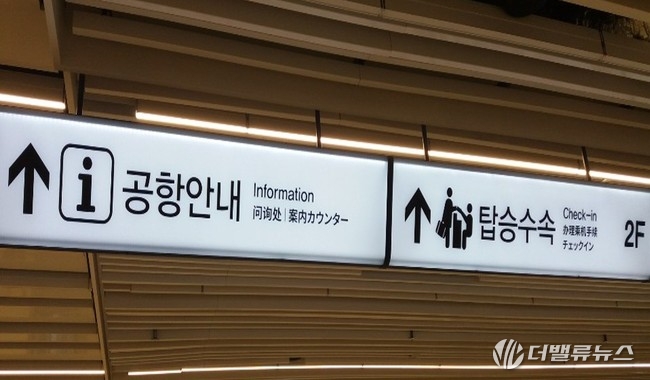 공항안내
Information
问询处 | 案内カウンター
탑승수속
Check-in
办理乘机手续
チェックイン
2F
더밸류뉴스